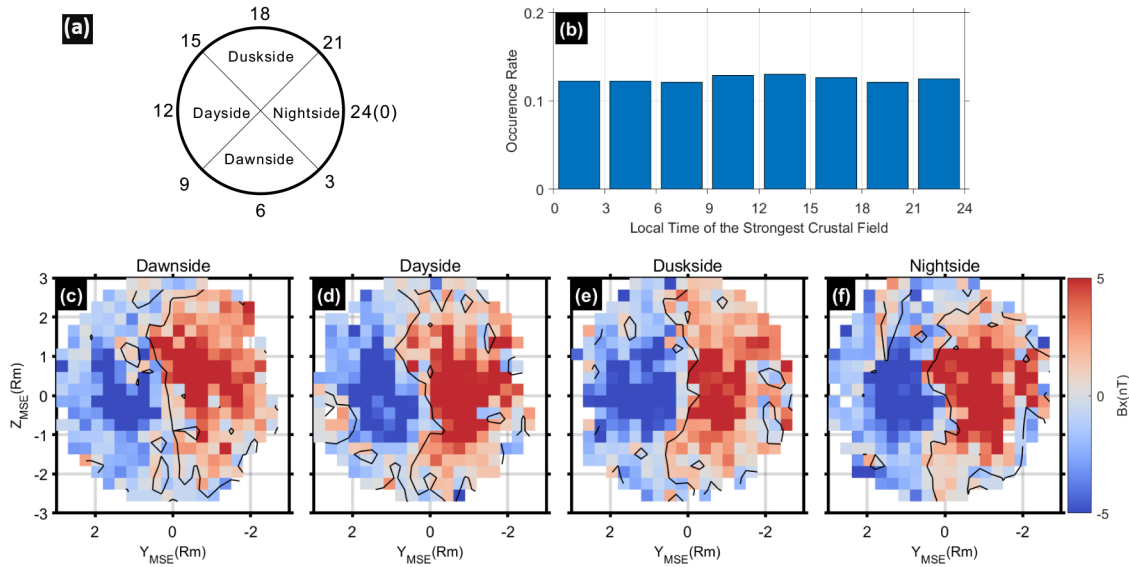 (a)
18
15
21
Duskside
12
Dayside
Nightside
24(0)
Dawnside
9
3
6
(b)
0.2
0.1
0
Occurence Rate
0 3 6 9 12 15 18 21 24
Local Time of the Strongest Crustal Field
Dawnside
Dayside
Duskside
Nightside
(c)
(d)
(e)
(f)
3
2
1
0
-1
-2
-3
Z_MSE(Rm)
2 0 -2
2 0 -2
2 0 -2
2 0 -2
Y_MSE(Rm)
Y_MSE(Rm)
Y_MSE(Rm)
Y_MSE(Rm)
5
0
-5
Bx(nT)